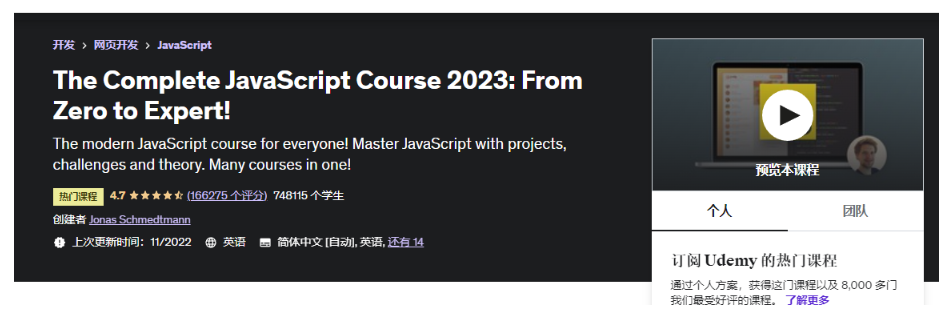 开发 > 网页开发 > JavaScript
The Complete JavaScript Course 2023: From
Zero to Expert!
The modern JavaScript course for everyone! Master JavaScript with projects,
challenges and theory. Many courses in one!
热门课程 4.7 (166275 个评分) 748115 个学生
创建者 Jonas Schmedtmann
上次更新时间：11/2022 英语 简体中文 [自动], 英语, 还有 14
预览本课程
个人 团队
订阅 Udemy 的热门课程
通过个人方案，获得这门课程以及 8,000 多门
我们最受好评的课程。 了解更多